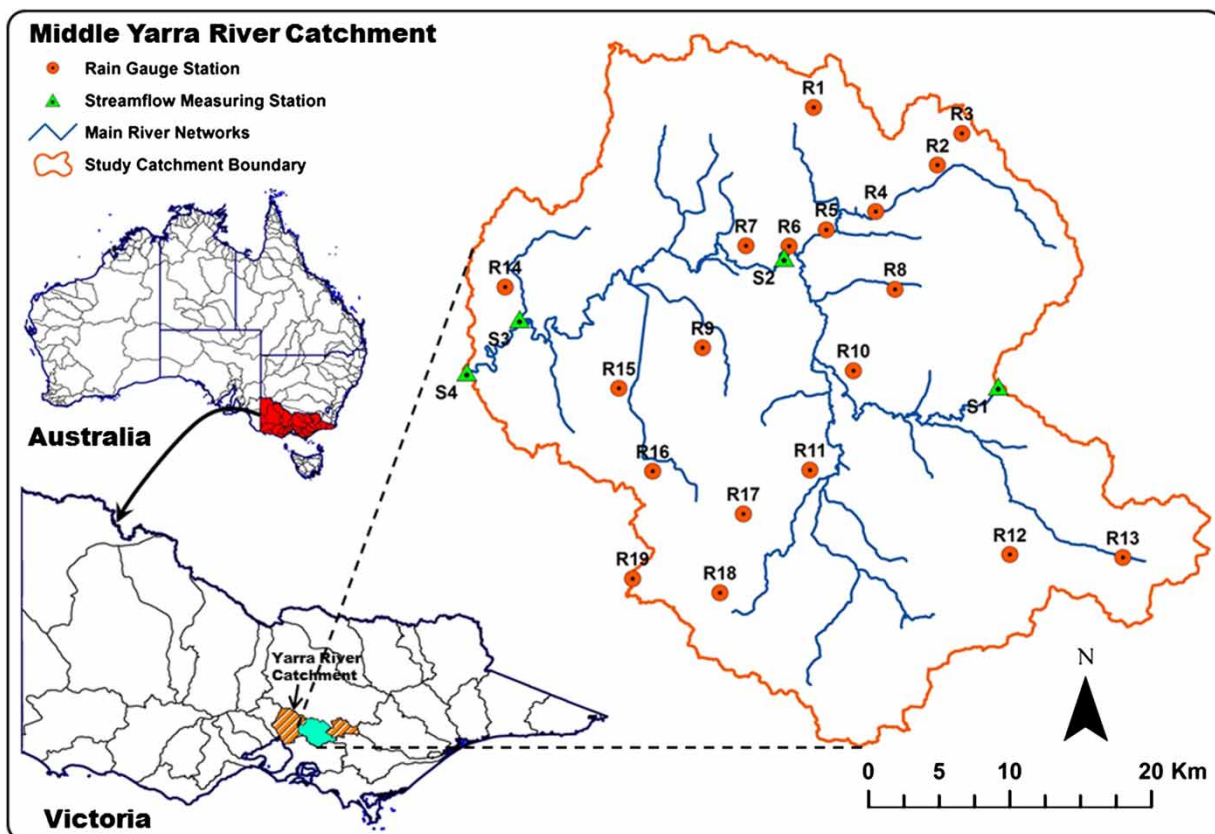 Middle Yarra River Catchment
Rain Gauge Station
Streamflow Measuring Station
Main River Networks
Study Catchment Boundary
R1
R3
R2
R4
R5
R7
R6
S2
R8
R14
S3
R9
R10
R15
S4
S1
Australia
R11
R16
R17
R12
R13
R19
R18
Yarra River
Catchment
N
0 5 10 20 Km
Victoria